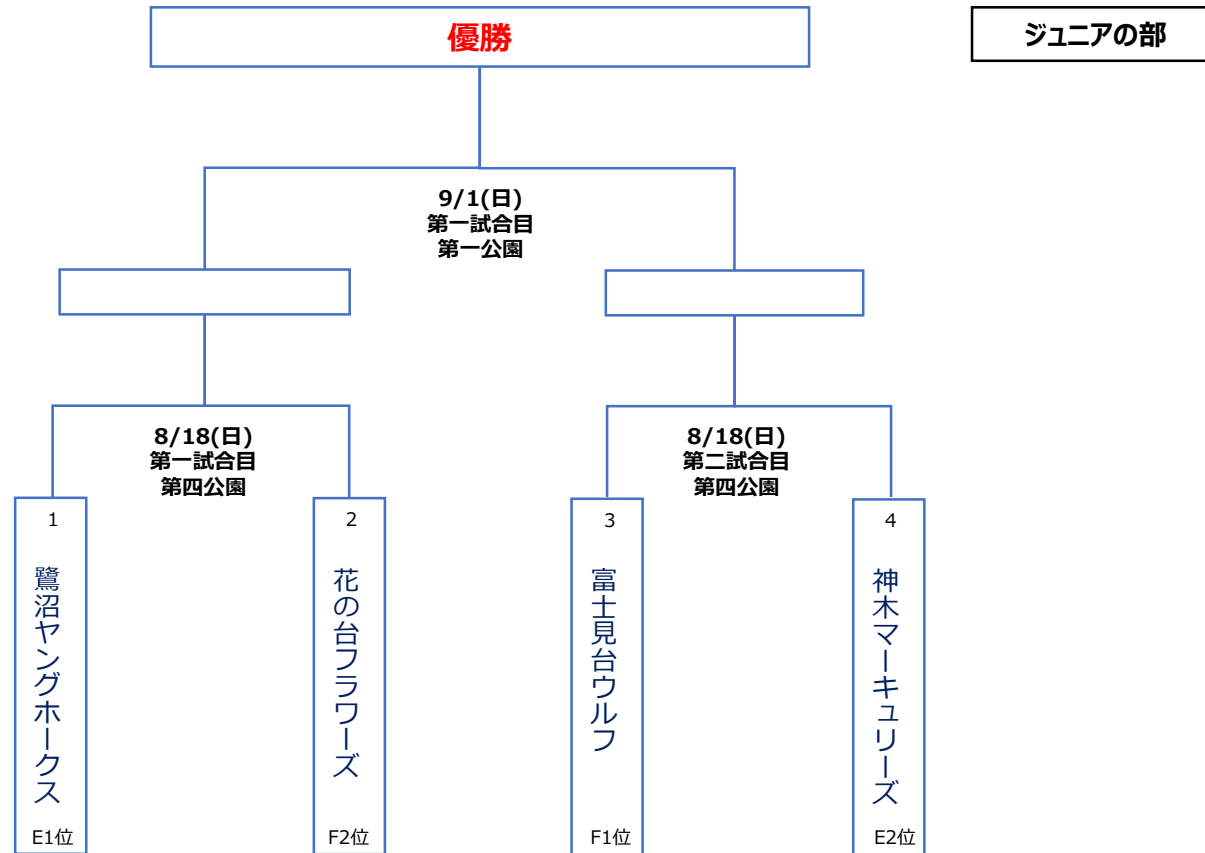 優勝
ジュニアの部
9/1(日)
第一試合目
第一公園
8/18(日)
第一試合目
第四公園
8/18(日)
第二試合目
第四公園
1
鷺沼ヤングホークス
E1位
2
花の台フラワーズ
F2位
3
富士見台ウルフ
F1位
4
神木マーキュリーズ
E2位